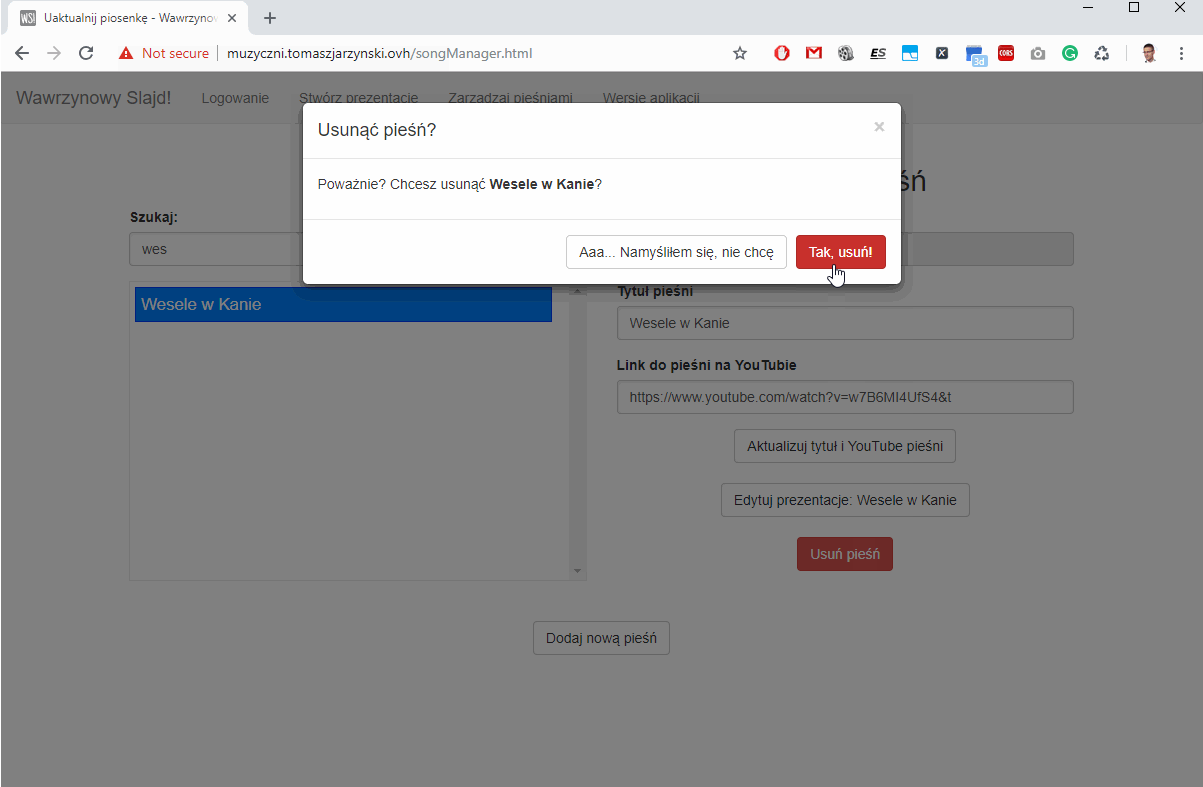 WS!
Uaktualnij piosenkę - Wawrzynov
Not secure
muzyczni.tomaszjarzynski.ovh/songManager.html
ES
X
3d
CORS
Wawrzynowy Slajd!
Logowanie
Stwórz prezentacje
Zarządzaj pieśniami
Wersje aplikacji
Usunąć pieśń?
×
Poważnie? Chcesz usunąć Wesele w Kanie?
Aaa... Namyśliłem się, nie chcę
Tak, usuń!
Szukaj:
wes
Wesele w Kanie
Tytuł pieśni
Wesele w Kanie
Link do pieśni na YouTubie
https://www.youtube.com/watch?v=w7B6MI4UfS4&t
Aktualizuj tytuł i YouTube pieśni
Edytuj prezentacje: Wesele w Kanie
Usuń pieśń
Dodaj nową pieśń